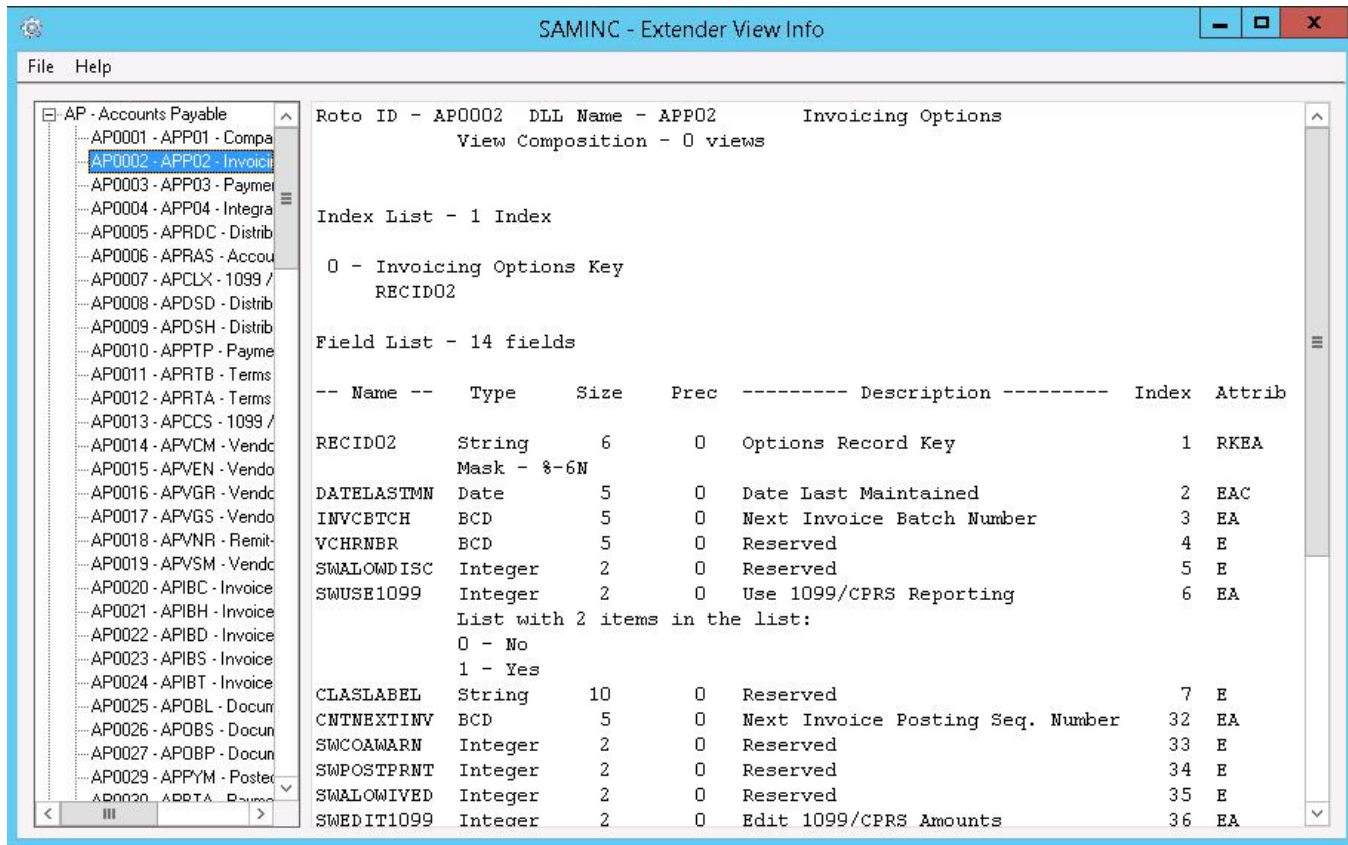 SAMINC - Extender View Info
File Help
AP - Accounts Payable
AP0001 - APP01 - Compa
AP0002 - APP02 - Invoicin
AP0003 - APP03 - Paymer
AP0004 - APP04 - Integra
AP0005 - APRDC - Distrib
AP0006 - APRAS - Accou
AP0007 - APCLX - 1099 /
AP0008 - APDSD - Distrib
AP0009 - APDSH - Distrib
AP0010 - APPTP - Payme
AP0011 - APRTB - Terms
AP0012 - APRTA - Terms
AP0013 - APCCS - 1099 /
AP0014 - APVCM - Vendo
AP0015 - APVEN - Vendo
AP0016 - APVGR - Vendo
AP0017 - APVGS - Vendo
AP0018 - APVNR - Remit-
AP0019 - APVSM - Vendo
AP0020 - APIBC - Invoice
AP0021 - APIBH - Invoice
AP0022 - APIBD - Invoice
AP0023 - APIBS - Invoice
AP0024 - APIBT - Invoice
AP0025 - APOBL - Docum
AP0026 - APOBS - Docun
AP0027 - APOBP - Docun
AP0029 - APPYM - Posted
AP0030 APRTA Payme
Roto ID - AP0002 DLL Name - APP02 Invoicing Options
View Composition - 0 views
Index List - 1 Index
0 - Invoicing Options Key
RECID02
Field List - 14 fields
-- Name -- Type Size Prec --------- Description --------- Index Attrib
RECID02 String 6 0 Options Record Key 1 RKEA
Mask - %-6N
DATELASTMN Date 5 0 Date Last Maintained 2 EAC
INVCBTCH BCD 5 0 Next Invoice Batch Number 3 EA
VCHRNBR BCD 5 0 Reserved 4 E
SWALOWDISC Integer 2 0 Reserved 5 E
SWUSE1099 Integer 2 0 Use 1099/CPRS Reporting 6 EA
List with 2 items in the list:
0 - No
1 - Yes
CLASLABEL String 10 0 Reserved 7 E
CNTNEXTINV BCD 5 0 Next Invoice Posting Seq. Number 32 EA
SWCOAWARN Integer 2 0 Reserved 33 E
SWPOSTPRNT Integer 2 0 Reserved 34 E
SWALOWIVED Integer 2 0 Reserved 35 E
SWEDIT1099 Integer 2 0 Edit 1099/CPRS Amounts 36 EA